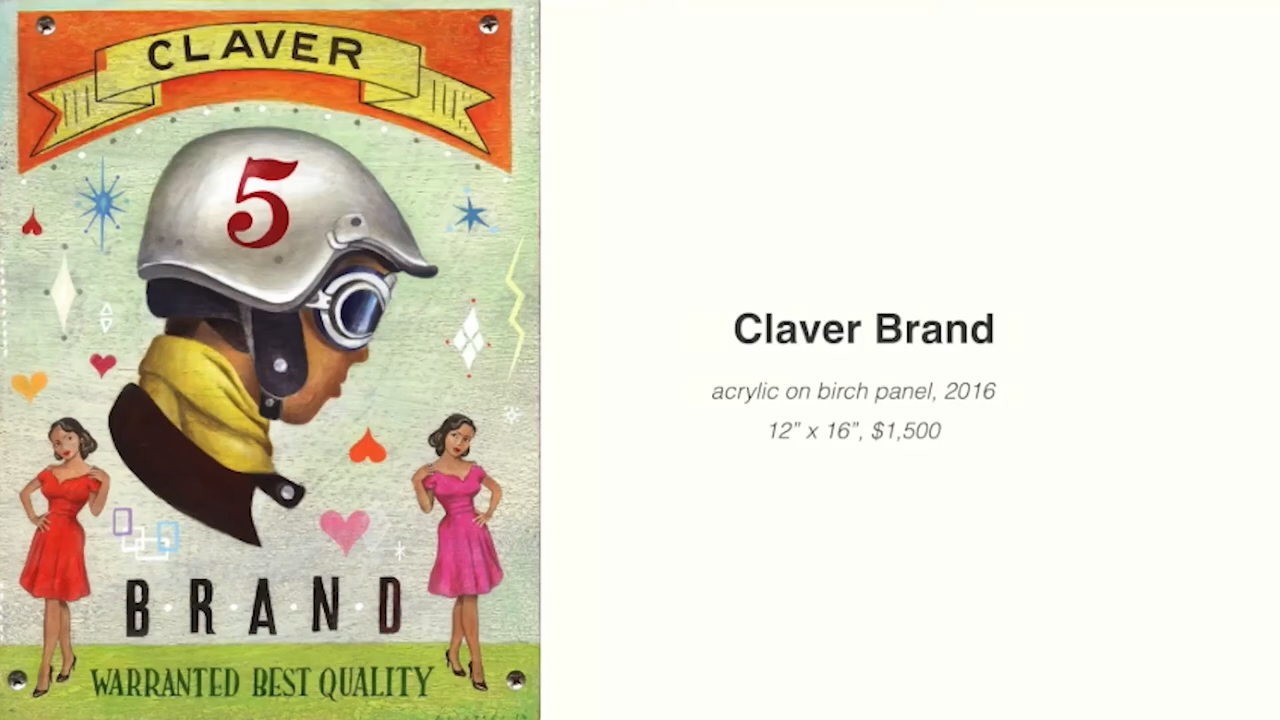 CLAVER
5
BRAND
WARRANTED BEST QUALITY
Claver Brand
acrylic on birch panel, 2016
12” x 16”, $1,500